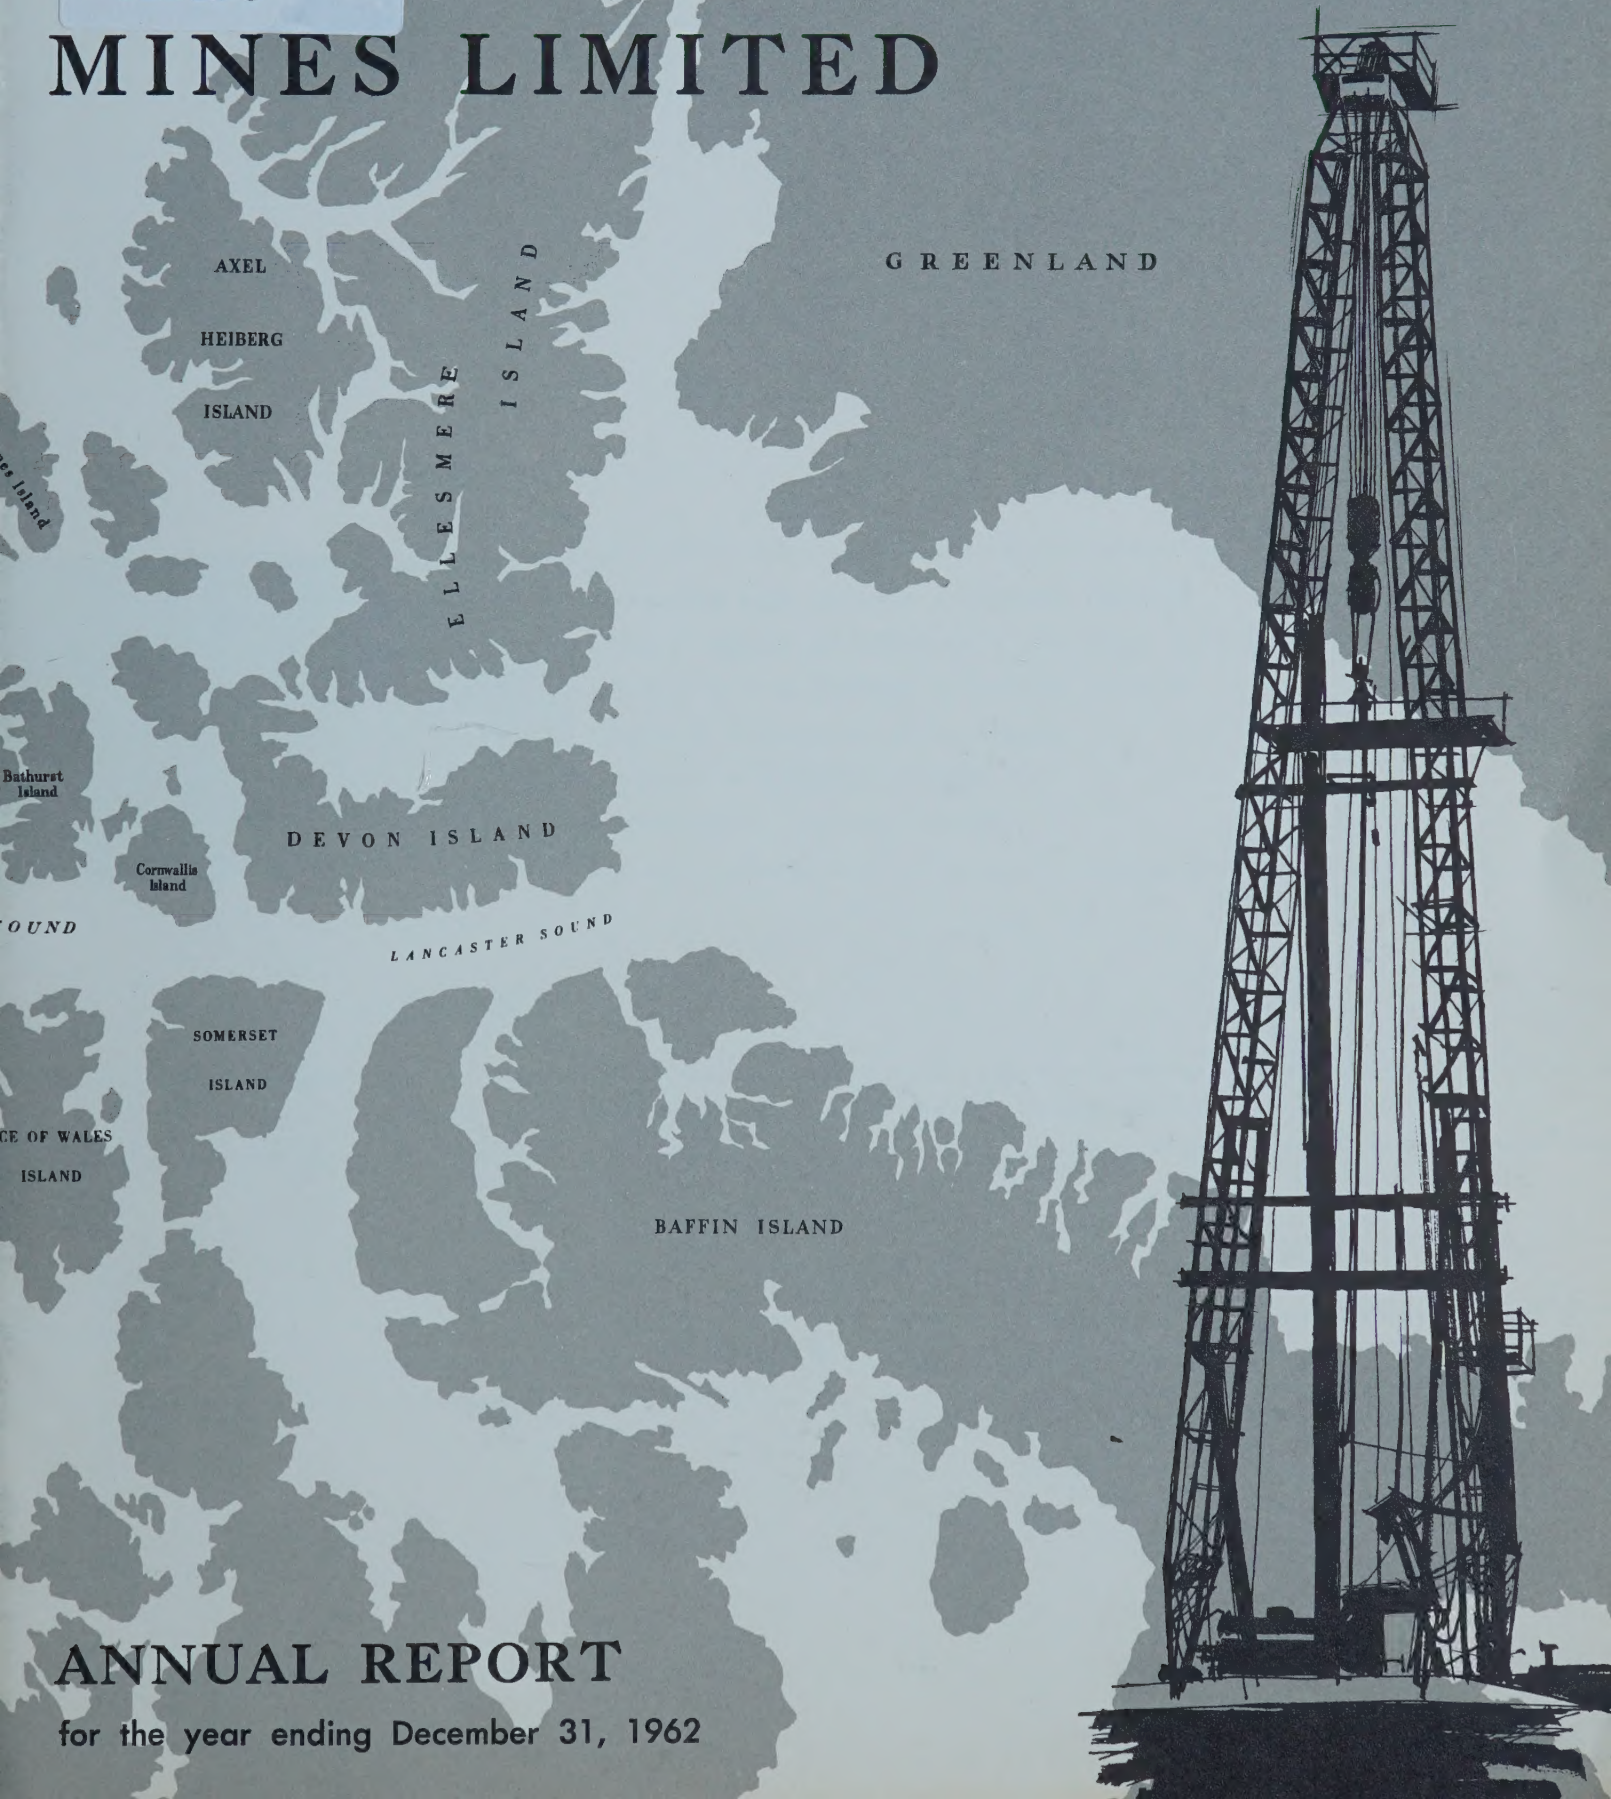 MINES LIMITED
GREENLAND
AXEL
HEIBERG
ISLAND
ELLESMERE
ISLAND
Island
Bathurst
Island
DEVON ISLAND
Cornwallis
Island
LANCASTER SOUND
OUND
SOMERSET
ISLAND
CE OF WALES
ISLAND
BAFFIN ISLAND
ANNUAL REPORT
for the year ending December 31, 1962